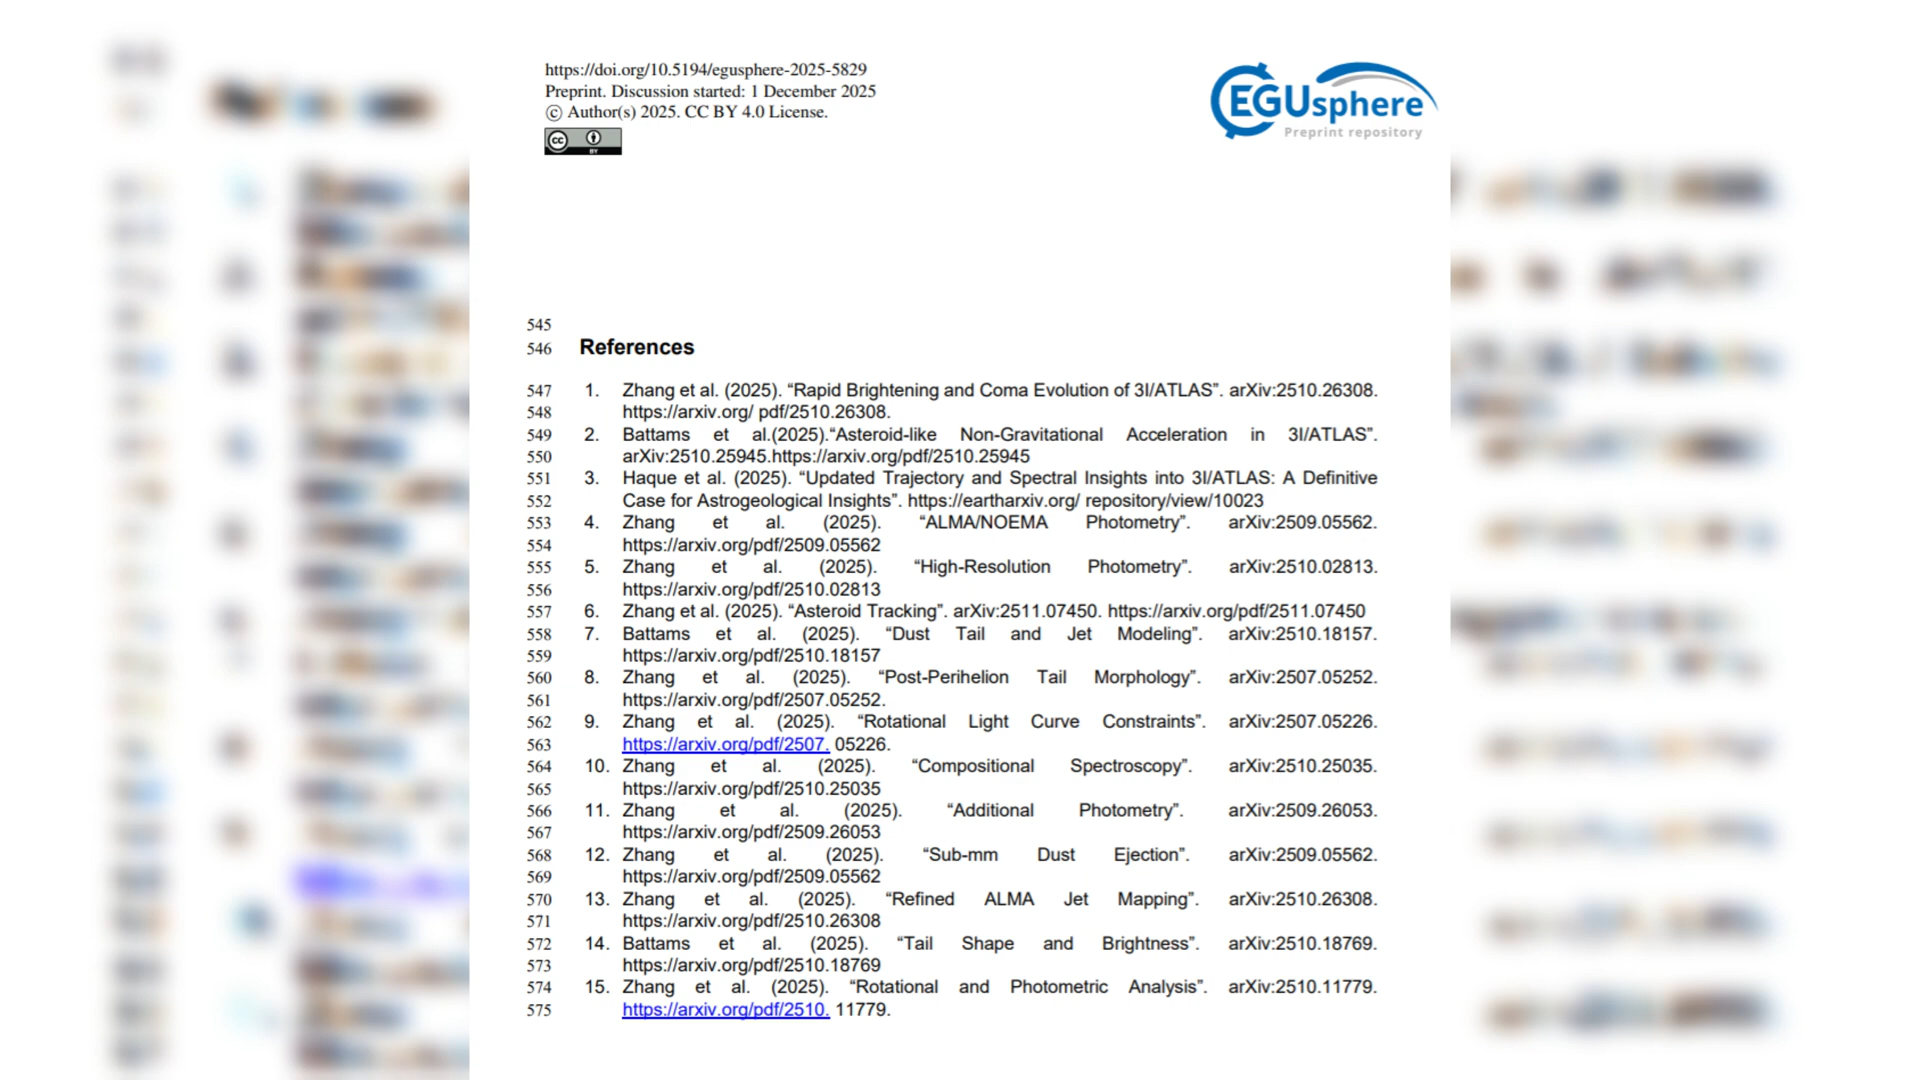 https://doi.org/10.5194/egusphere-2025-5829
Preprint. Discussion started: 1 December 2025
© Author(s) 2025. CC BY 4.0 License.
cc BY
EGUsphere
Preprint repository
545
546 References
547 1. Zhang et al. (2025). “Rapid Brightening and Coma Evolution of 3I/ATLAS”. arXiv:2510.26308.
548 https://arxiv.org/ pdf/2510.26308.
549 2. Battams et al.(2025).“Asteroid-like Non-Gravitational Acceleration in 3I/ATLAS”.
550 arXiv:2510.25945.https://arxiv.org/pdf/2510.25945
551 3. Haque et al. (2025). “Updated Trajectory and Spectral Insights into 3I/ATLAS: A Definitive
552 Case for Astrogeological Insights”. https://eartharxiv.org/ repository/view/10023
553 4. Zhang et al. (2025). “ALMA/NOEMA Photometry”. arXiv:2509.05562.
554 https://arxiv.org/pdf/2509.05562
555 5. Zhang et al. (2025). “High-Resolution Photometry”. arXiv:2510.02813.
556 https://arxiv.org/pdf/2510.02813
557 6. Zhang et al. (2025). “Asteroid Tracking”. arXiv:2511.07450. https://arxiv.org/pdf/2511.07450
558 7. Battams et al. (2025). “Dust Tail and Jet Modeling”. arXiv:2510.18157.
559 https://arxiv.org/pdf/2510.18157
560 8. Zhang et al. (2025). “Post-Perihelion Tail Morphology”. arXiv:2507.05252.
561 https://arxiv.org/pdf/2507.05252.
562 9. Zhang et al. (2025). “Rotational Light Curve Constraints”. arXiv:2507.05226.
563 https://arxiv.org/pdf/2507. 05226.
564 10. Zhang et al. (2025). “Compositional Spectroscopy”. arXiv:2510.25035.
565 https://arxiv.org/pdf/2510.25035
566 11. Zhang et al. (2025). “Additional Photometry”. arXiv:2509.26053.
567 https://arxiv.org/pdf/2509.26053
568 12. Zhang et al. (2025). “Sub-mm Dust Ejection”. arXiv:2509.05562.
569 https://arxiv.org/pdf/2509.05562
570 13. Zhang et al. (2025). “Refined ALMA Jet Mapping”. arXiv:2510.26308.
571 https://arxiv.org/pdf/2510.26308
572 14. Battams et al. (2025). “Tail Shape and Brightness”. arXiv:2510.18769.
573 https://arxiv.org/pdf/2510.18769
574 15. Zhang et al. (2025). “Rotational and Photometric Analysis”. arXiv:2510.11779.
575 https://arxiv.org/pdf/2510. 11779.